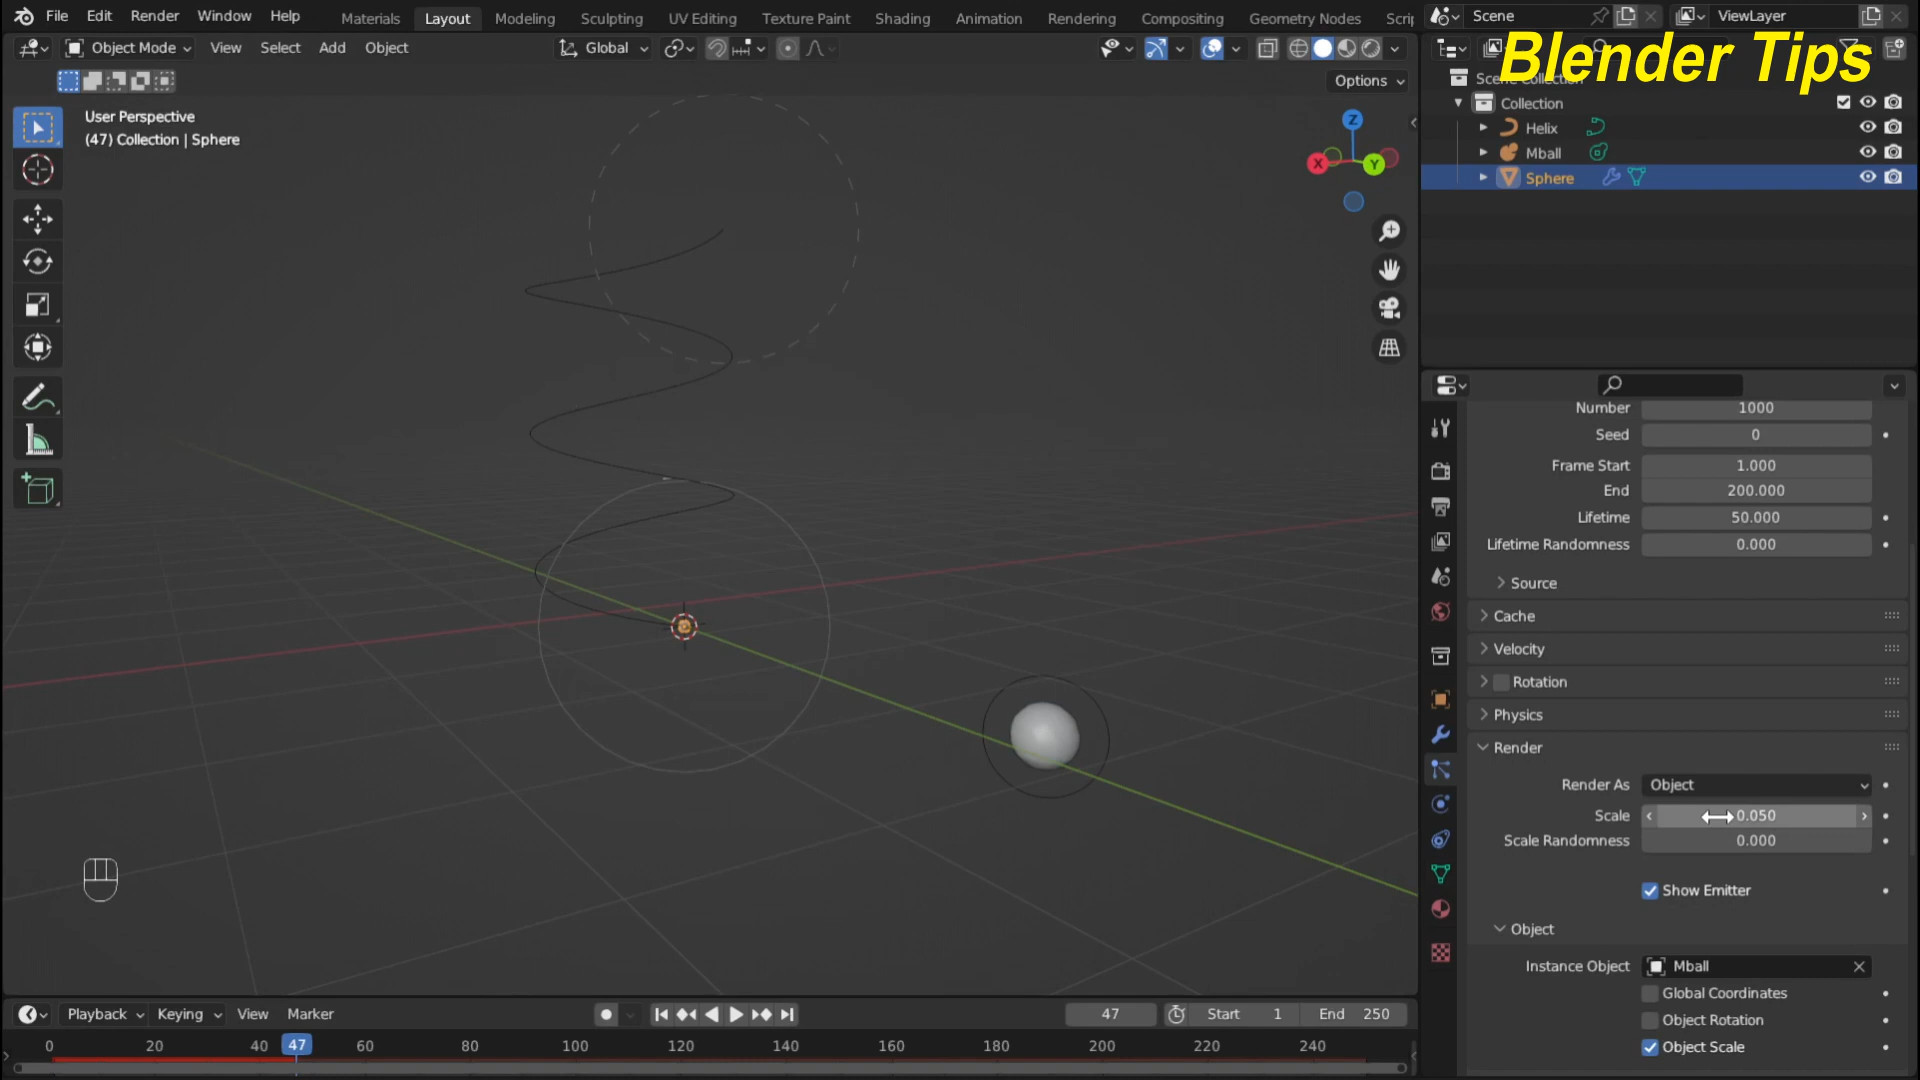 File Edit Render Window Help
Materials Layout Modeling Sculpting UV Editing Texture Paint Shading Animation Rendering Compositing Geometry Nodes Scrip
Scene ViewLayer
Blender Tips
Object Mode View Select Add Object
Global
Options
User Perspective
(47) Collection | Sphere
Z
X
Y
Scene Collection
Collection
Helix
Mball
Sphere
Number 1000
Seed 0
Frame Start 1.000
End 200.000
Lifetime 50.000
Lifetime Randomness 0.000
Source
Cache
Velocity
Rotation
Physics
Render
Render As Object
Scale 0.050
Scale Randomness 0.000
Show Emitter
Object
Instance Object Mball
Global Coordinates
Object Rotation
Object Scale
Playback Keying View Marker
47 Start 1 End 250
0 20 40 47 60 80 100 120 140 160 180 200 220 240